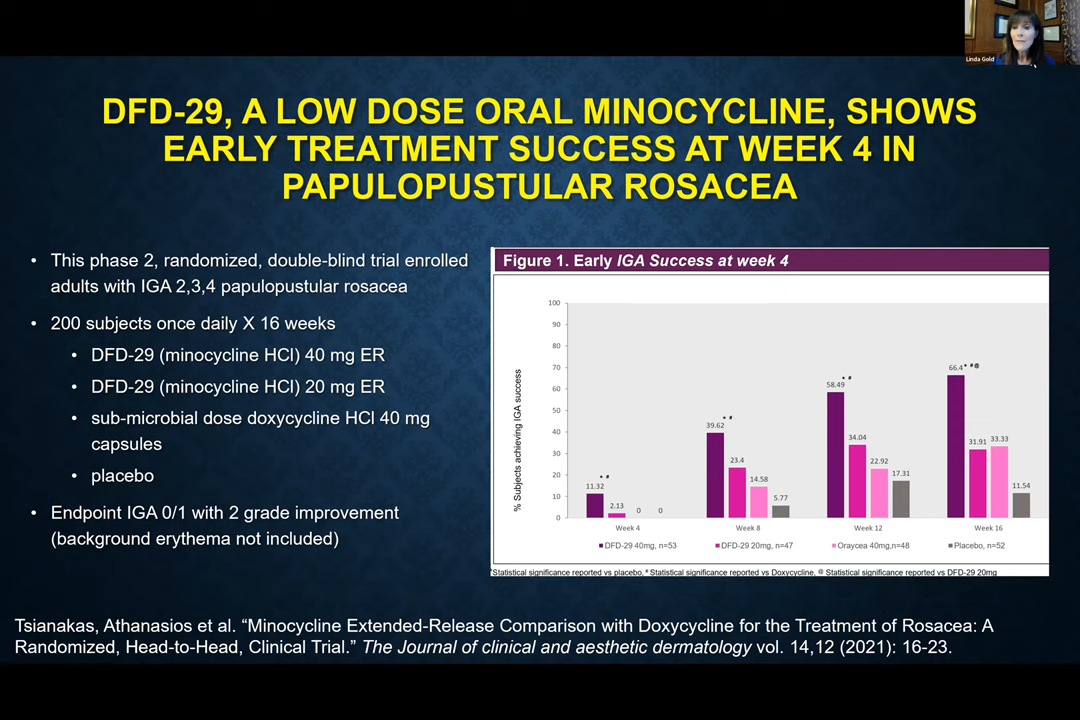 Linda Gold
DFD-29, A LOW DOSE ORAL MINOCYCLINE, SHOWS
EARLY TREATMENT SUCCESS AT WEEK 4 IN
PAPULOPUSTULAR ROSACEA
• This phase 2, randomized, double-blind trial enrolled
adults with IGA 2,3,4 papulopustular rosacea
• 200 subjects once daily X 16 weeks
• DFD-29 (minocycline HCl) 40 mg ER
• DFD-29 (minocycline HCl) 20 mg ER
• sub-microbial dose doxycycline HCl 40 mg
capsules
• placebo
• Endpoint IGA 0/1 with 2 grade improvement
(background erythema not included)
Figure 1. Early IGA Success at week 4
% Subjects achieving IGA success
100
90
80
70
60
50
40
30
20
10
0
11.32 * #
2.13
0
0
39.62 * #
23.4
14.58
5.77
58.49 * #
34.04
22.92
17.31
66.4 * # @
31.91
33.33
11.54
Week 4 Week 8 Week 12 Week 16
DFD-29 40mg, n=53 DFD-29 20mg, n=47 Oraycea 40mg,n=48 Placebo, n=52
*Statistical significance reported vs placebo, # Statistical significance reported vs Doxycycline, @ Statistical significance reported vs DFD-29 20mg
Tsianakas, Athanasios et al. “Minocycline Extended-Release Comparison with Doxycycline for the Treatment of Rosacea: A
Randomized, Head-to-Head, Clinical Trial.” The Journal of clinical and aesthetic dermatology vol. 14,12 (2021): 16-23.